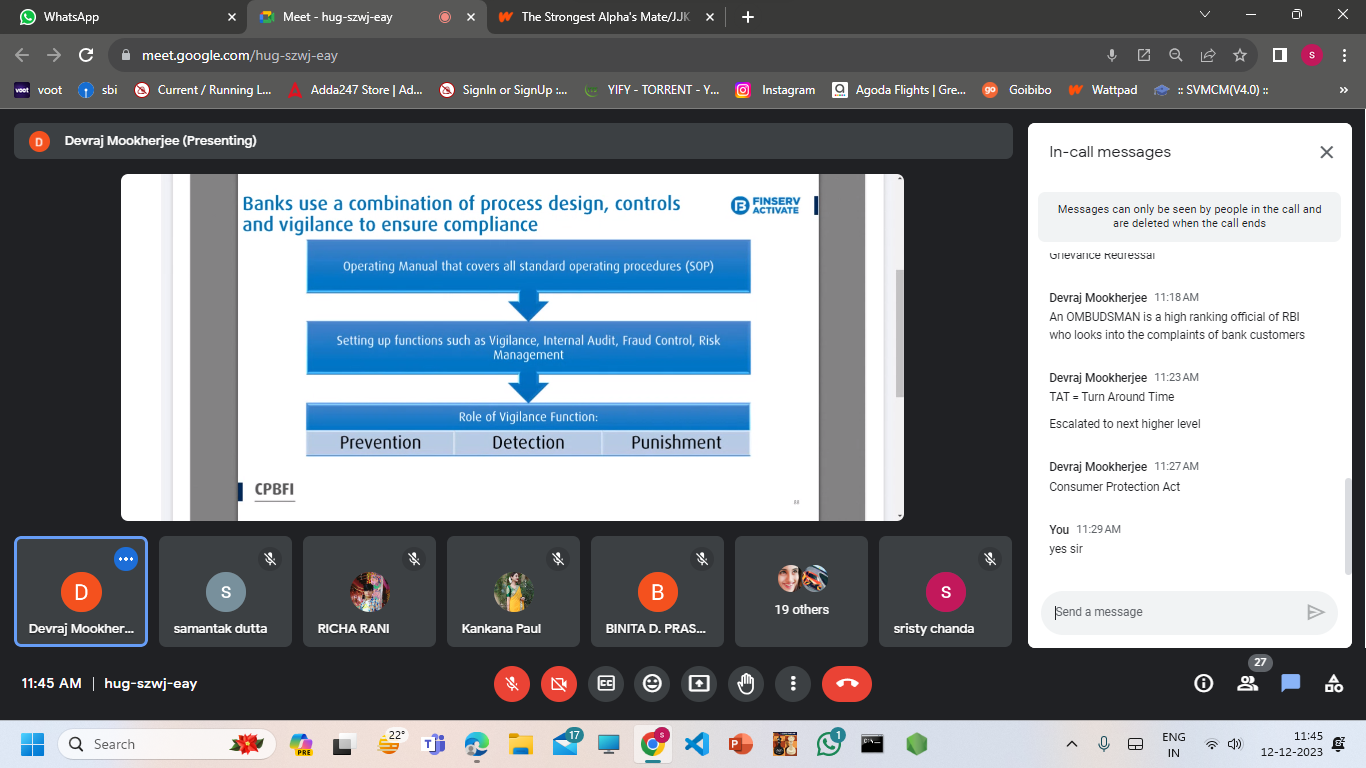 WhatsApp
Meet - hug-szwj-eay
The Strongest Alpha's Mate/JJK
meet.google.com/hug-szwj-eay
S
voot
voot
sbi
Current / Running L...
Adda247 Store | Ad...
SignIn or SignUp :...
YIFY - TORRENT - Y...
Instagram
Agoda Flights | Gre...
go
Goibibo
Wattpad
:: SVMCM(V4.0) ::
»
D
Devraj Mookherjee (Presenting)
Banks use a combination of process design, controls
and vigilance to ensure compliance
FINSERV
ACTIVATE
Operating Manual that covers all standard operating procedures (SOP)
Setting up functions such as Vigilance, Internal Audit, Fraud Control, Risk
Management
Role of Vigilance Function:
Prevention
Detection
Punishment
CPBFI
D
Devraj Mookher...
s
samantak dutta
RICHA RANI
Kankana Paul
B
BINITA D. PRAS...
19 others
s
sristy chanda
In-call messages
Messages can only be seen by people in the call and
are deleted when the call ends
Grievance Redressal
Devraj Mookherjee 11:18 AM
An OMBUDSMAN is a high ranking official of RBI
who looks into the complaints of bank customers
Devraj Mookherjee 11:23 AM
TAT = Turn Around Time
Escalated to next higher level
Devraj Mookherjee 11:27 AM
Consumer Protection Act
You 11:29 AM
yes sir
Send a message
11:45 AM | hug-szwj-eay
CC
27
Search
PRE
22°
17
S
1
ENG
IN
11:45
12-12-2023